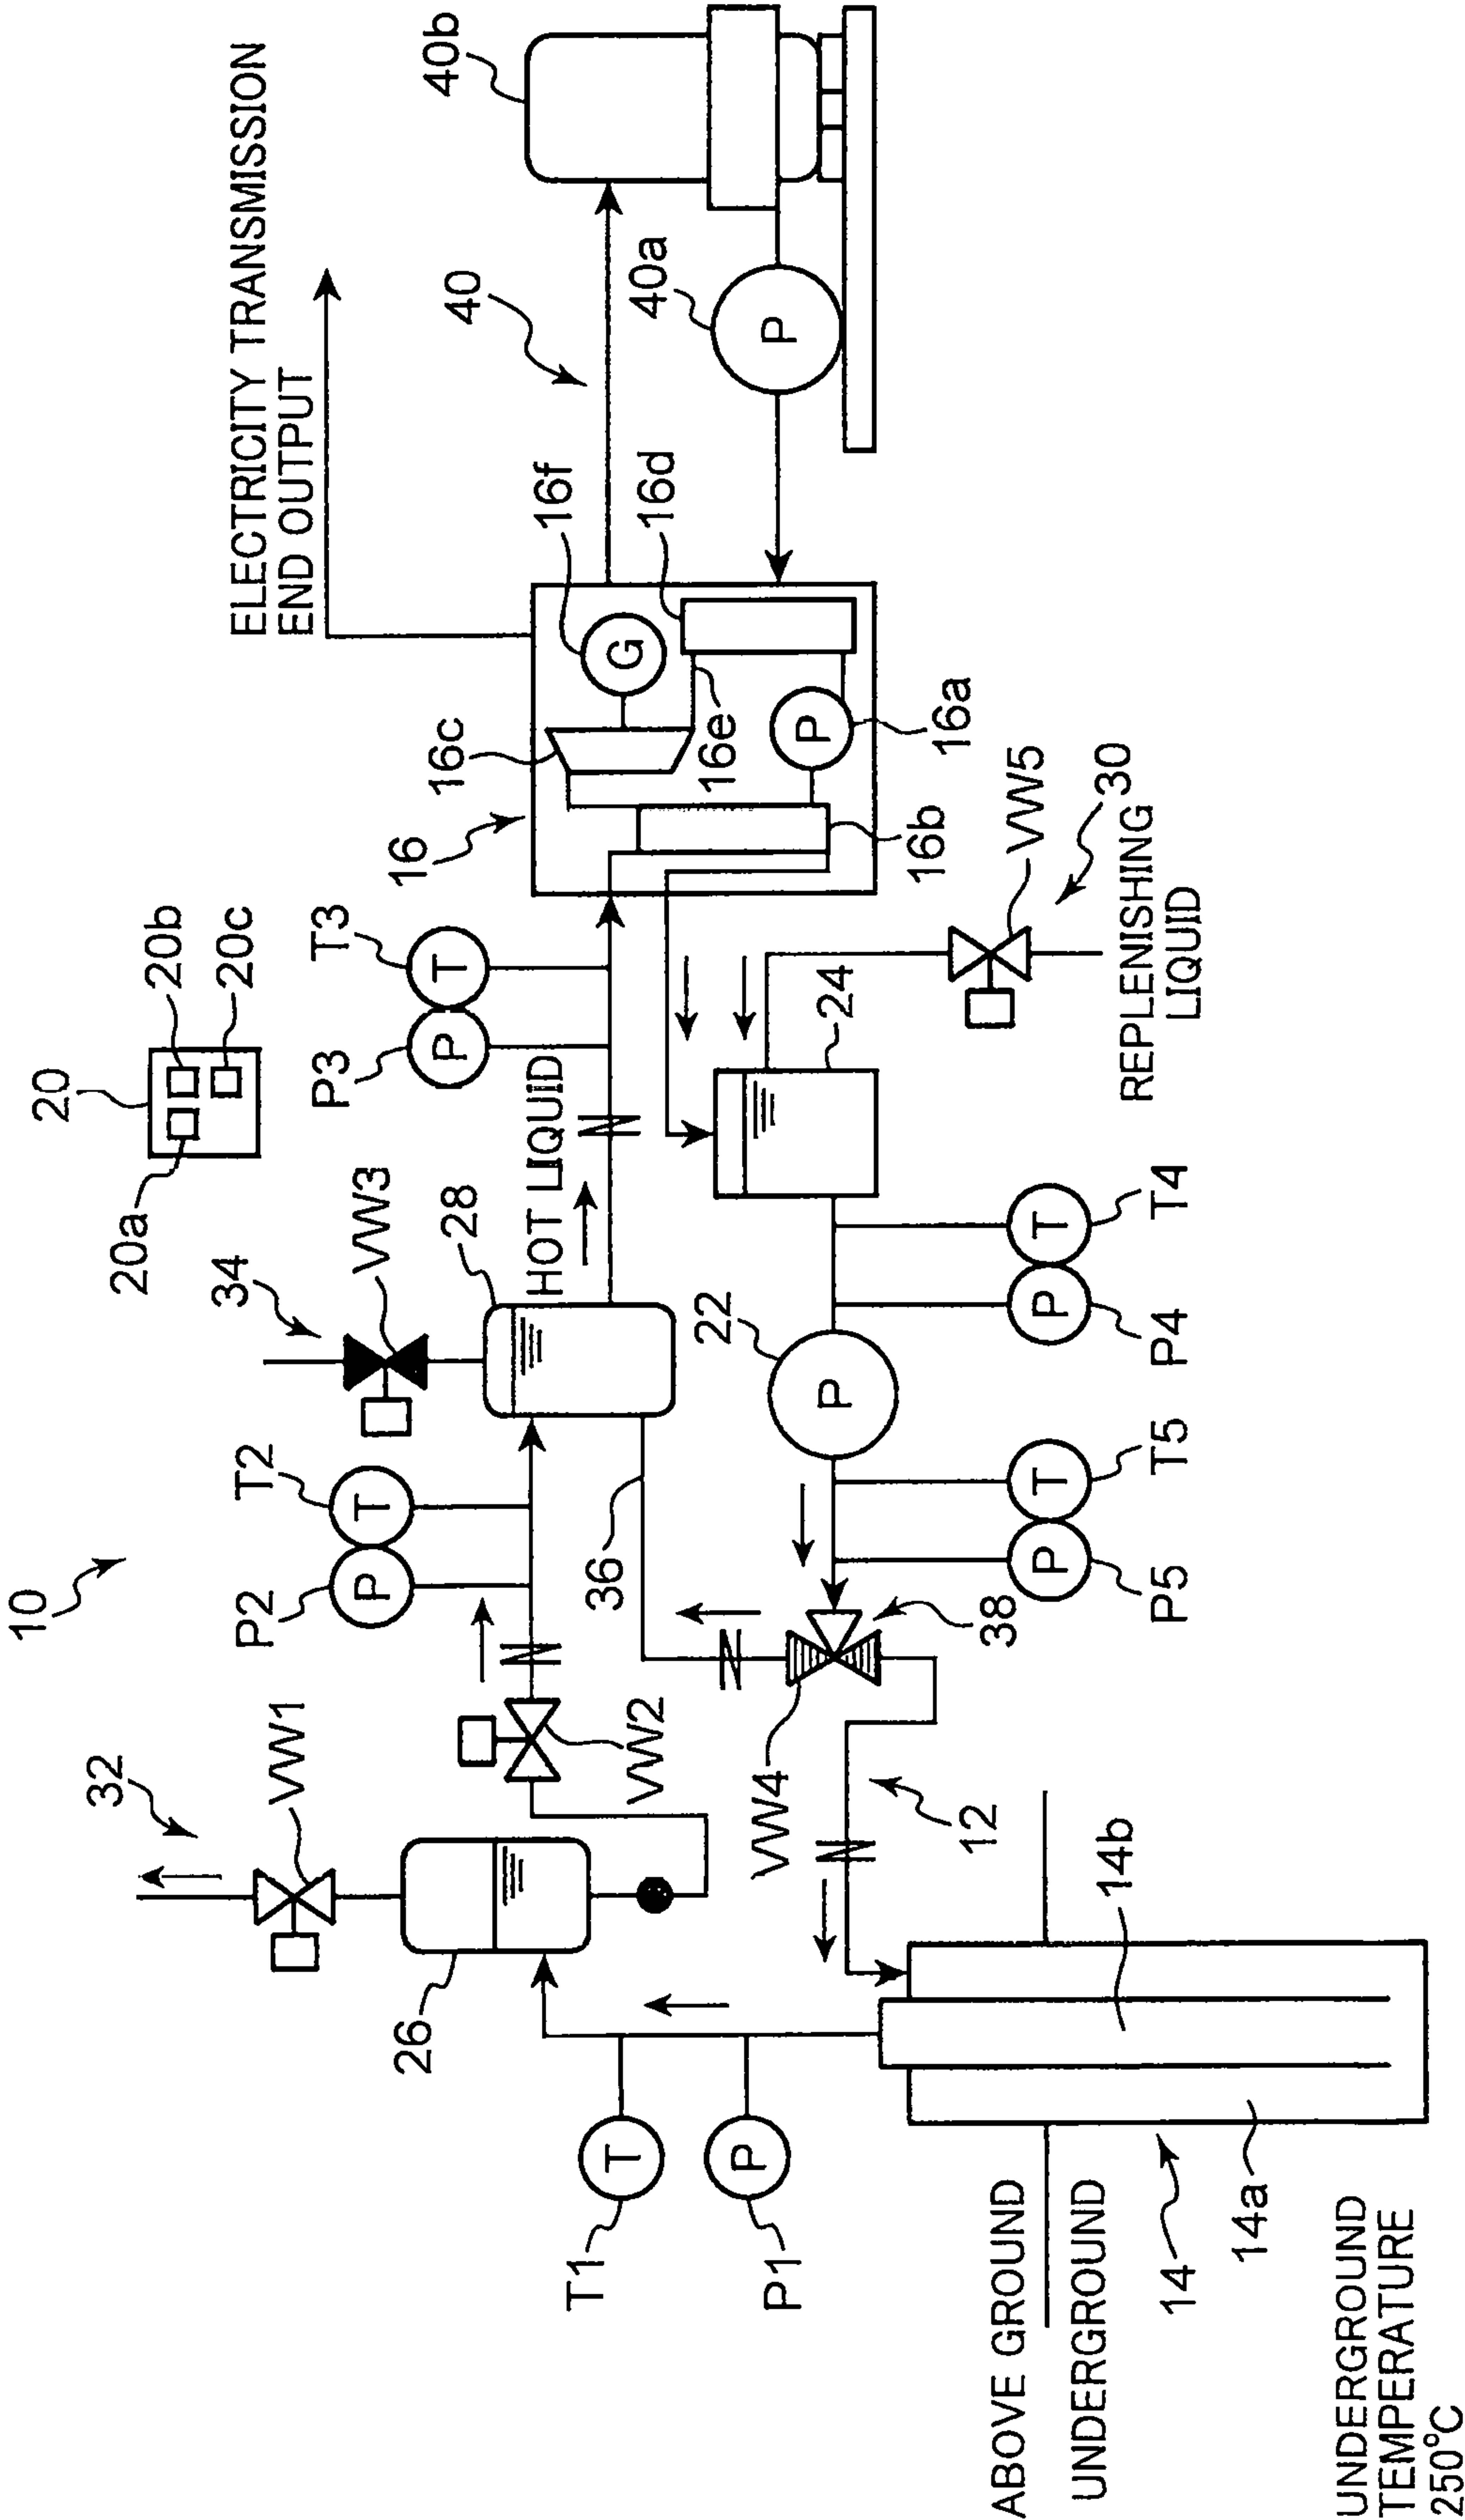 10
32
VW1
26
T1
T
P1
P
P2
P
T2
T
VW2
34
VW3
28
36
20
20a
20b
20c
P3
P
T3
T
HOT LIQUID
ELECTRICITY TRANSMISSION
END OUTPUT
16
16c
16f
G
16d
16e
P
16a
16b
40
40a
P
40b
24
VW5
30
REPLENISHING
LIQUID
22
P
P4
P
T4
T
P5
P
T5
T
38
VW4
12
ABOVE GROUND
UNDERGROUND
14
14a
14b
UNDERGROUND
TEMPERATURE
250°C